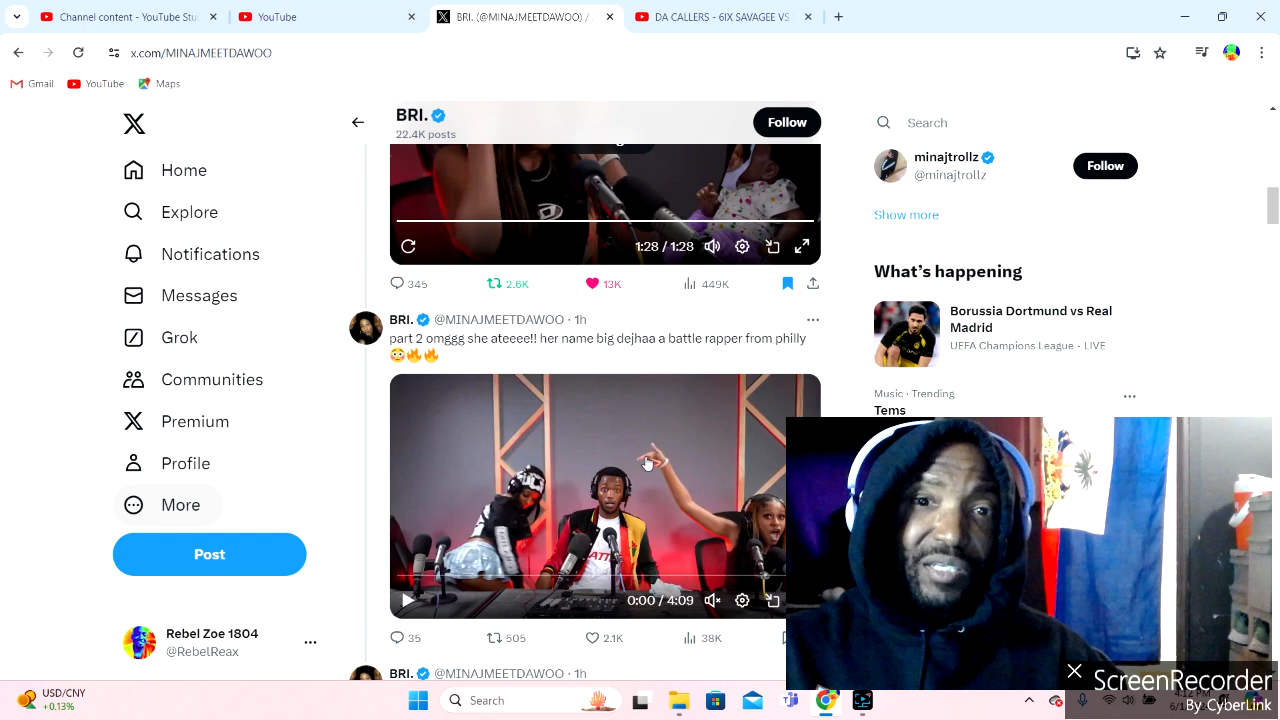 Channel content - YouTube Stu
YouTube
BRI. (@MINAJMEETDAWOO) /
DA CALLERS - 6IX SAVAGEE VS
x.com/MINAJMEETDAWOO
Gmail
YouTube
Maps
Home
Explore
Notifications
Messages
Grok
Communities
Premium
Profile
More
Post
Rebel Zoe 1804
@RebelReax
BRI.
22.4K posts
Follow
1:28 / 1:28
345
2.6K
13K
449K
BRI. @MINAJMEETDAWOO · 1h
part 2 omggg she ateeee!! her name big dejhaa a battle rapper from philly
0:00 / 4:09
35
505
2.1K
38K
BRI. @MINAJMEETDAWOO · 1h
Search
minajtrollz
@minajtrollz
Follow
Show more
What's happening
Borussia Dortmund vs Real
Madrid
UEFA Champions League · LIVE
Music · Trending
Tems
ScreenRecorder
By CyberLink
USD/CNY
+0.13%
Search
4:12 PM